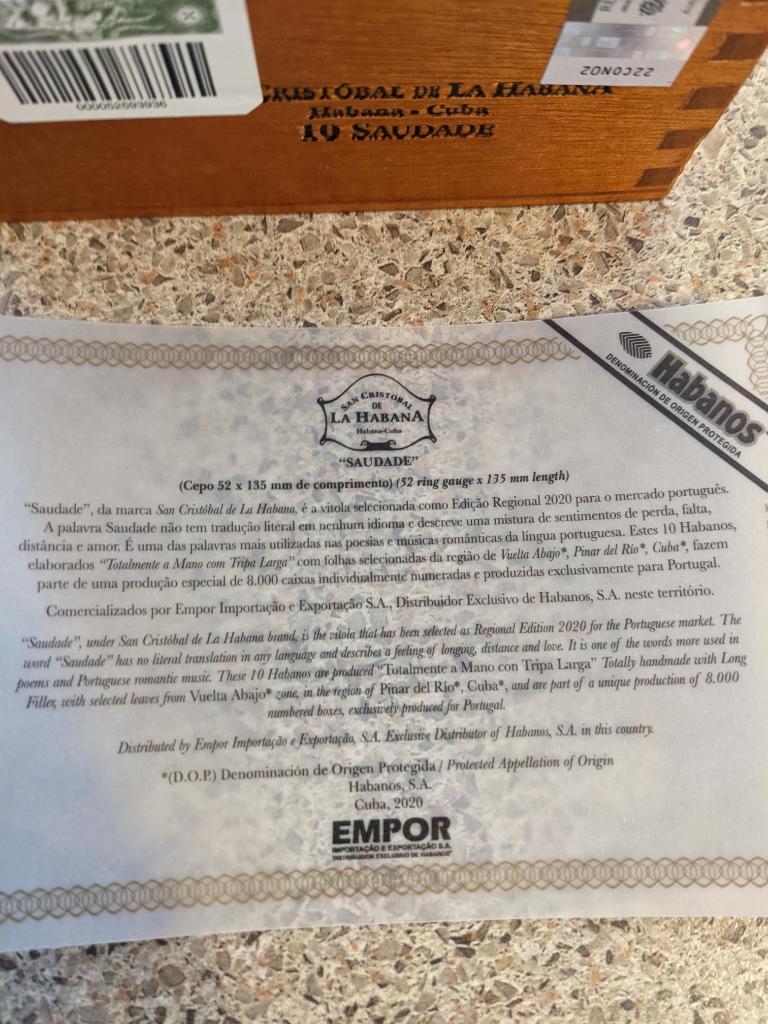 000052593936
CRISTÓBAL DE LA HABANA
Habana - Cuba
10 SAUDADE
22CONO2
Habanos
DENOMINACIÓN DE ORIGEN PROTEGIDA
SAN CRISTOBAL
DE
LA HABANA
Habana-Cuba
“SAUDADE”
(Cepo 52 x 135 mm de comprimento) (52 ring gauge x 135 mm length)
“Saudade”, da marca San Cristóbal de La Habana, é a vitola selecionada como Edição Regional 2020 para o mercado português.
A palavra Saudade não tem tradução literal em nenhum idioma e descreve uma mistura de sentimentos de perda, falta,
distância e amor. É uma das palavras mais utilizadas nas poesias e músicas românticas da língua portuguesa. Estes 10 Habanos,
elaborados “Totalmente a Mano com Tripa Larga” com folhas selecionadas da região de Vuelta Abajo*, Pinar del Río*, Cuba*, fazem
parte de uma produção especial de 8.000 caixas individualmente numeradas e produzidas exclusivamente para Portugal.
Comercializados por Empor Importação e Exportação S.A., Distribuidor Exclusivo de Habanos, S.A. neste território.
“Saudade”, under San Cristóbal de La Habana brand, is the vitola that has been selected as Regional Edition 2020 for the Portuguese market. The
word “Saudade” has no literal translation in any language and describes a feeling of longing, distance and love. It is one of the words more used in
poems and Portuguese romantic music. These 10 Habanos are produced “Totalmente a Mano con Tripa Larga” Totally handmade with Long
Filler, with selected leaves from Vuelta Abajo* zone, in the region of Pinar del Río*, Cuba*, and are part of a unique production of 8.000
numbered boxes, exclusively produced for Portugal.
Distributed by Empor Importação e Exportação, S.A. Exclusive Distributor of Habanos, S.A. in this country.
*(D.O.P.) Denominación de Origen Protegida / Protected Appellation of Origin
Habanos, S.A.
Cuba, 2020
EMPOR
IMPORTAÇÃO E EXPORTAÇÃO S.A.
DISTRIBUIDOR EXCLUSIVO DE HABANOS